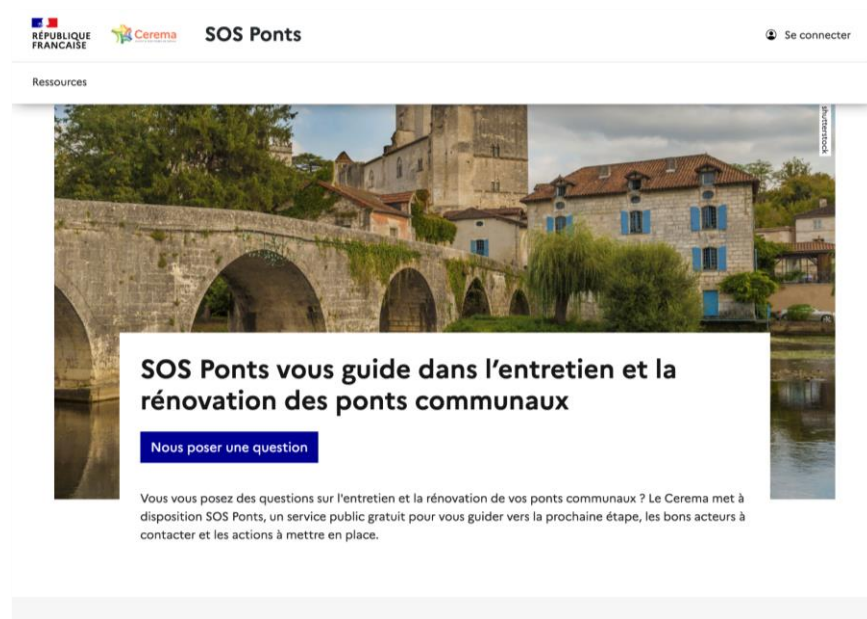 RÉPUBLIQUE
FRANÇAISE
Cerema
SOS Ponts
Se connecter
Ressources
shutterstock
SOS Ponts vous guide dans l'entretien et la
rénovation des ponts communaux
Nous poser une question
Vous vous posez des questions sur l'entretien et la rénovation de vos ponts communaux ? Le Cerema met à
disposition SOS Ponts, un service public gratuit pour vous guider vers la prochaine étape, les bons acteurs à
contacter et les actions à mettre en place.